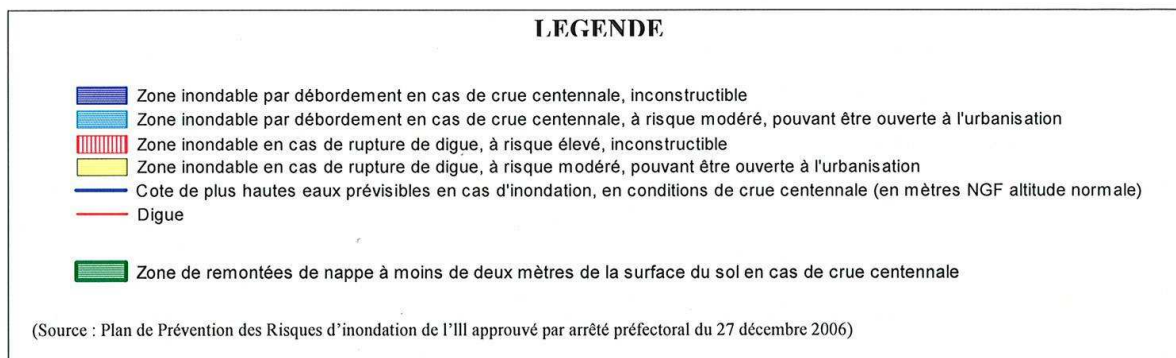 LEGENDE
Zone inondable par débordement en cas de crue centennale, inconstructible
Zone inondable par débordement en cas de crue centennale, à risque modéré, pouvant être ouverte à l'urbanisation
Zone inondable en cas de rupture de digue, à risque élevé, inconstructible
Zone inondable en cas de rupture de digue, à risque modéré, pouvant être ouverte à l'urbanisation
Cote de plus hautes eaux prévisibles en cas d'inondation, en conditions de crue centennale (en mètres NGF altitude normale)
Digue
Zone de remontées de nappe à moins de deux mètres de la surface du sol en cas de crue centennale
(Source : Plan de Prévention des Risques d'inondation de l'Ill approuvé par arrêté préfectoral du 27 décembre 2006)